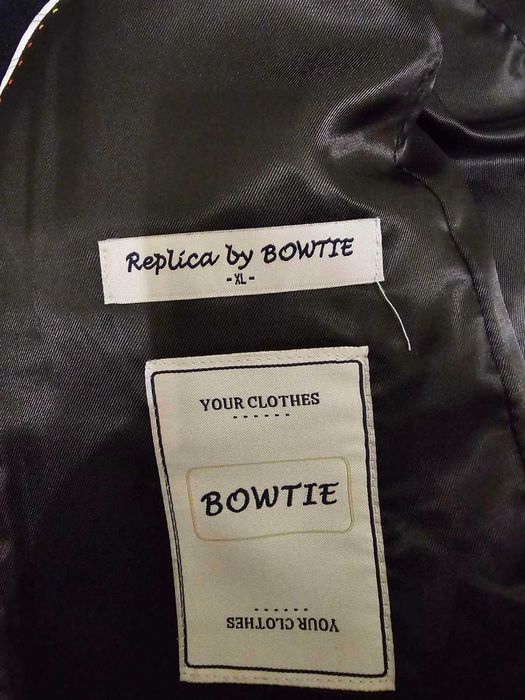 Replica by BOWTIE
- XL -
YOUR CLOTHES
- - - - - -
BOWTIE
- - - - - -
YOUR CLOTHES